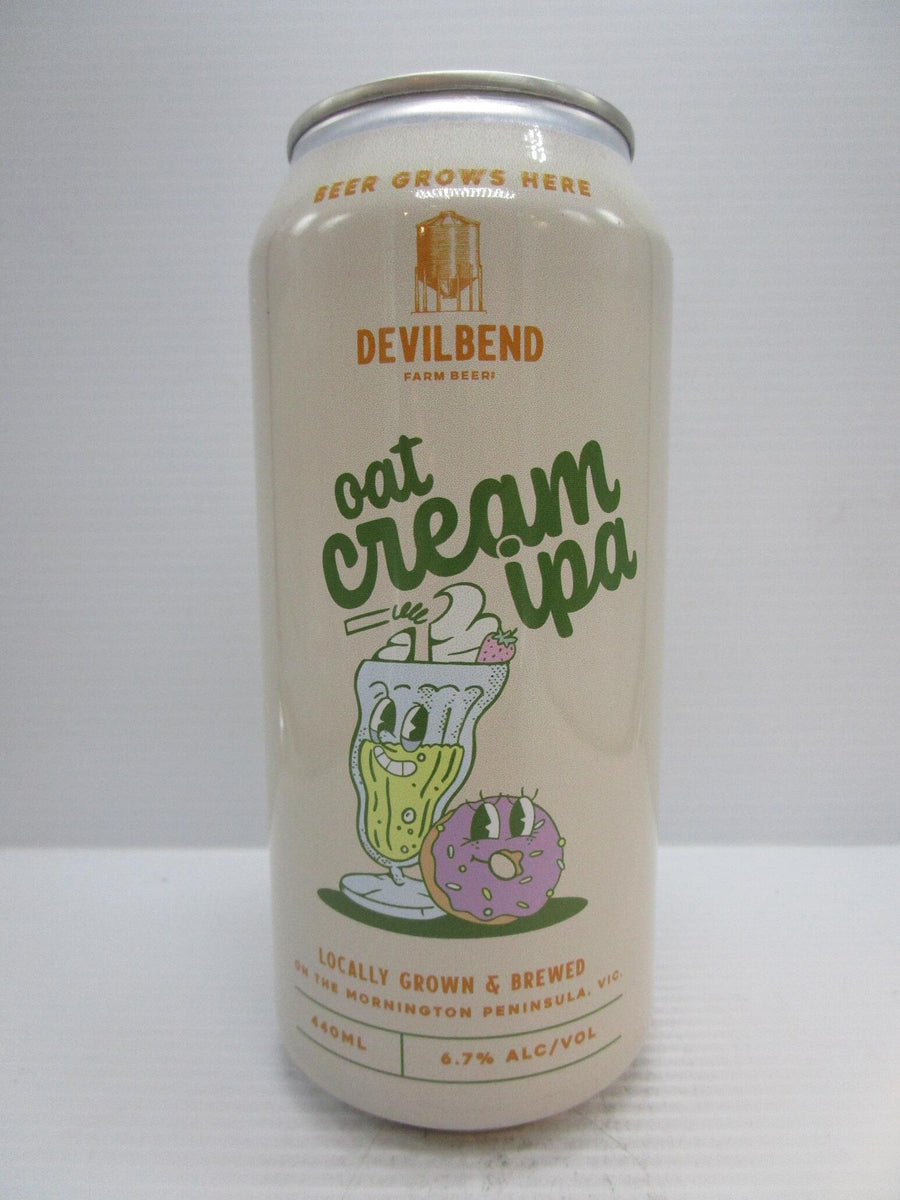 BEER GROWS HERE
DEVILBEND
FARM BEER
oat
cream
ipa
LOCALLY GROWN & BREWED
ON THE MORNINGTON PENINSULA, VIC.
440ML
6.7% ALC/VOL